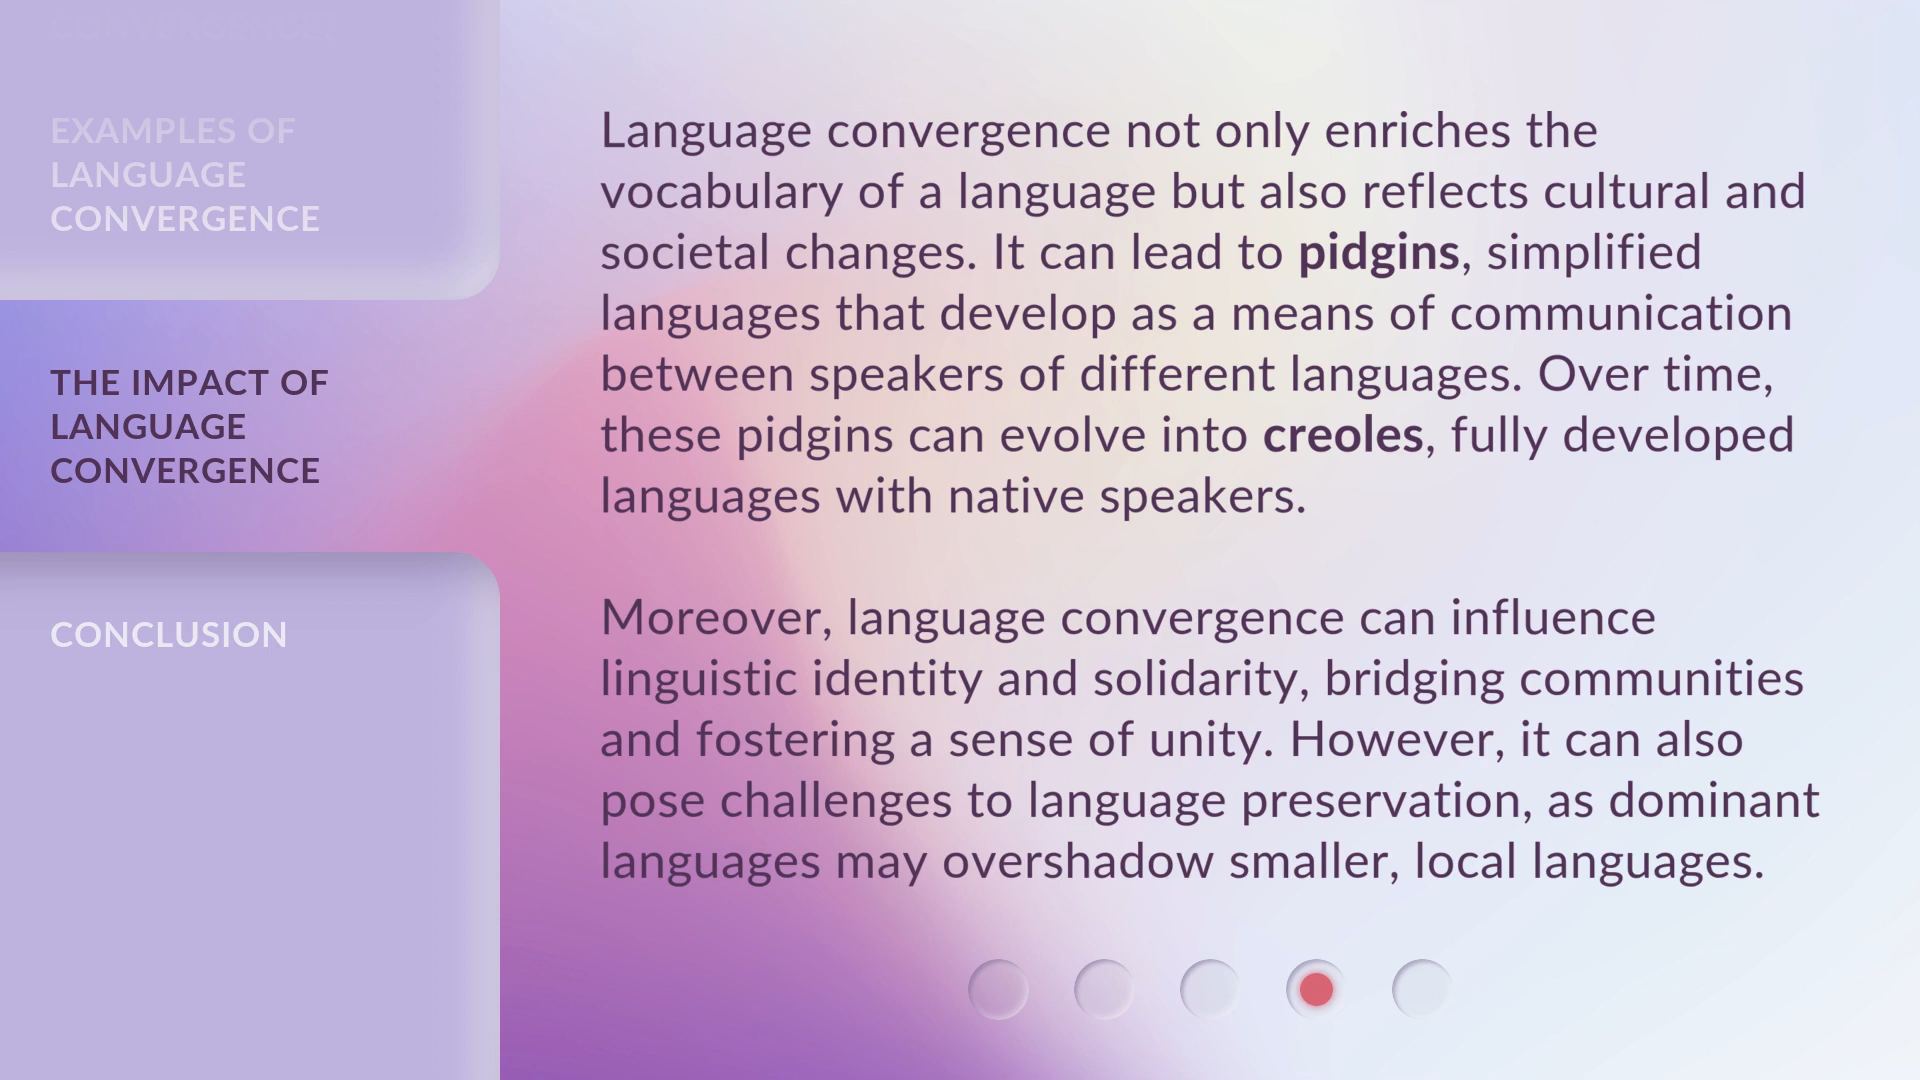 EXAMPLES OF
LANGUAGE
CONVERGENCE
THE IMPACT OF
LANGUAGE
CONVERGENCE
CONCLUSION
Language convergence not only enriches the
vocabulary of a language but also reflects cultural and
societal changes. It can lead to pidgins, simplified
languages that develop as a means of communication
between speakers of different languages. Over time,
these pidgins can evolve into creoles, fully developed
languages with native speakers.
Moreover, language convergence can influence
linguistic identity and solidarity, bridging communities
and fostering a sense of unity. However, it can also
pose challenges to language preservation, as dominant
languages may overshadow smaller, local languages.